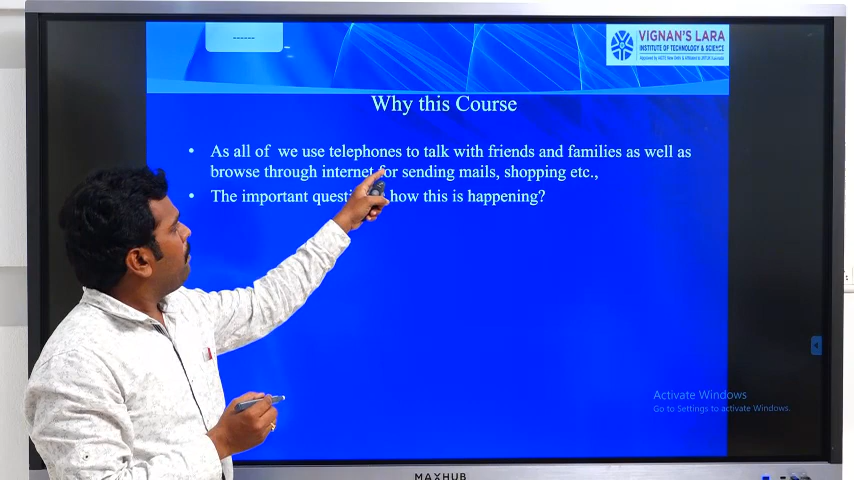 ------
VIGNAN'S LARA
INSTITUTE OF TECHNOLOGY & SCIENCE
Why this Course
• As all of we use telephones to talk with friends and families as well as
browse through internet for sending mails, shopping etc.,
• The important questi how this is happening?
Activate Windows
Go to Settings to activate Windows.
MAXHUB